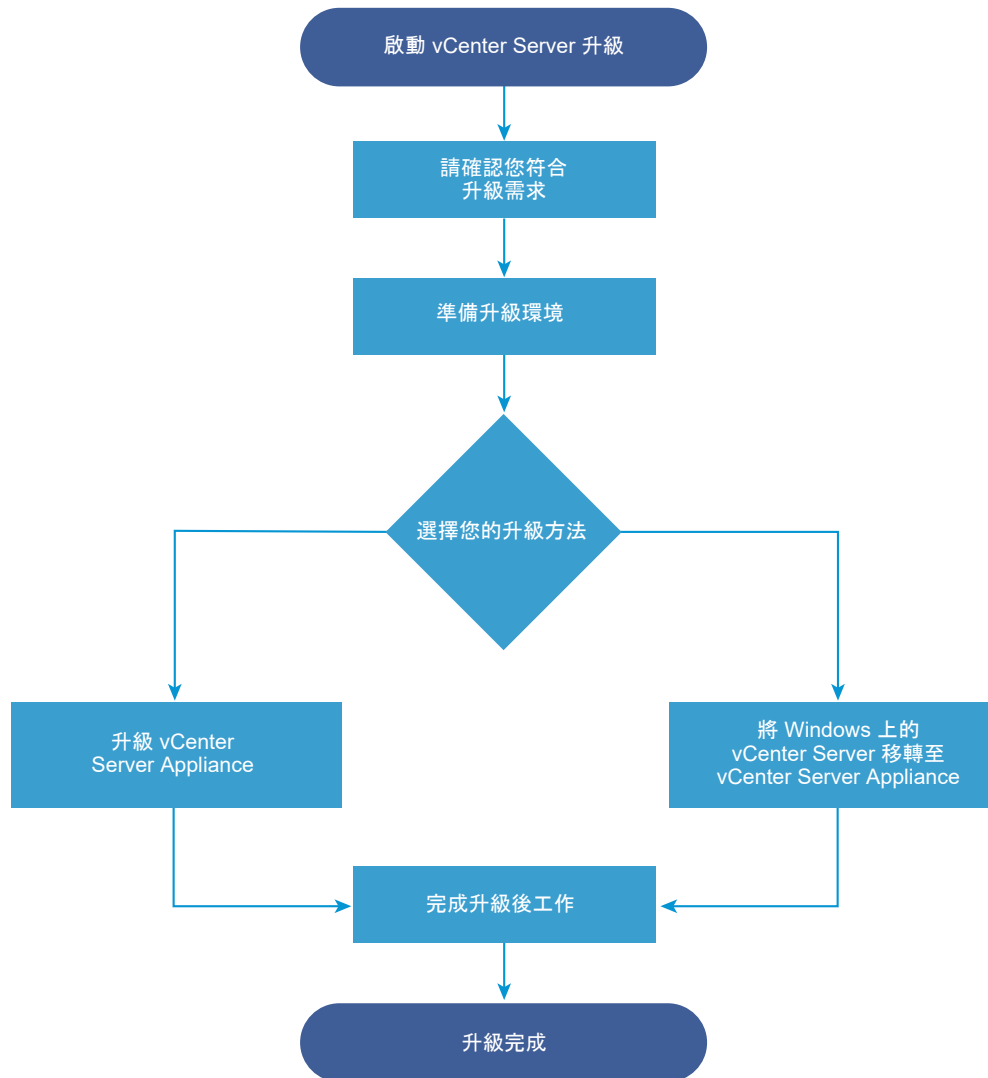 啟動 vCenter Server 升級
請確認您符合
升級需求
準備升級環境
選擇您的升級方法
升級 vCenter
Server Appliance
將 Windows 上的
vCenter Server 移轉至
vCenter Server Appliance
完成升級後工作
升級完成